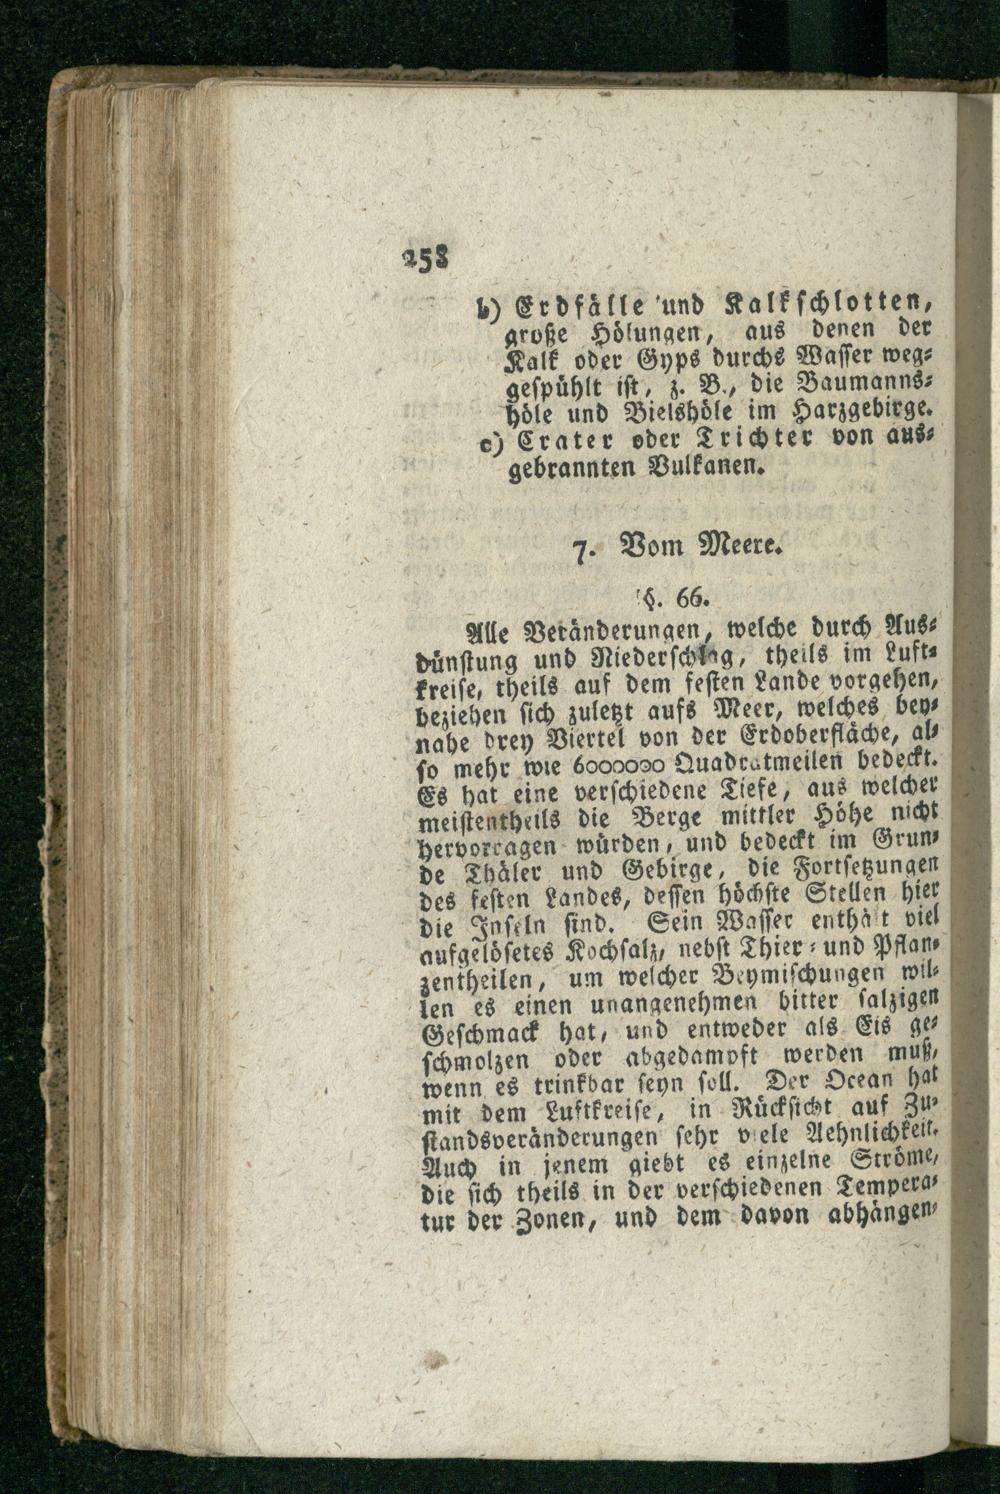 258
b) Erdfälle und Kalkschlotten,
große Hölungen, aus denen der
Kalk oder Gyps durchs Wasser weg-
gespühlt ist, z. B., die Baumanns-
höle und Bielshöle im Harzgebirge.
c) Crater oder Trichter von aus-
gebrannten Vulkanen.
7. Vom Meere.
§. 66.
Alle Veränderungen, welche durch Aus-
dünstung und Niederschlag, theils im Luft-
kreise, theils auf dem festen Lande vorgehen,
beziehen sich zuletzt aufs Meer, welches bey-
nahe drey Viertel von der Erdoberfläche, al-
so mehr wie 6000000 Quadratmeilen bedeckt.
Es hat eine verschiedene Tiefe, aus welcher
meistentheils die Berge mittler Höhe nicht
hervorragen würden, und bedeckt im Grun-
de Thäler und Gebirge, die Fortsetzungen
des festen Landes, dessen höchste Stellen hier
die Inseln sind. Sein Wasser enthält viel
aufgelösetes Kochsalz, nebst Thier- und Pflan-
zentheilen, um welcher Beymischungen wil-
len es einen unangenehmen bitter salzigen
Geschmack hat, und entweder als Eis ge-
schmolzen oder abgedampft werden muß,
wenn es trinkbar seyn soll. Der Ocean hat
mit dem Luftkreise, in Rücksicht auf Zu-
standsveränderungen sehr viele Aehnlichkeit.
Auch in jenem giebt es einzelne Ströme,
die sich theils in der verschiedenen Tempera-
tur der Zonen, und dem davon abhängen-